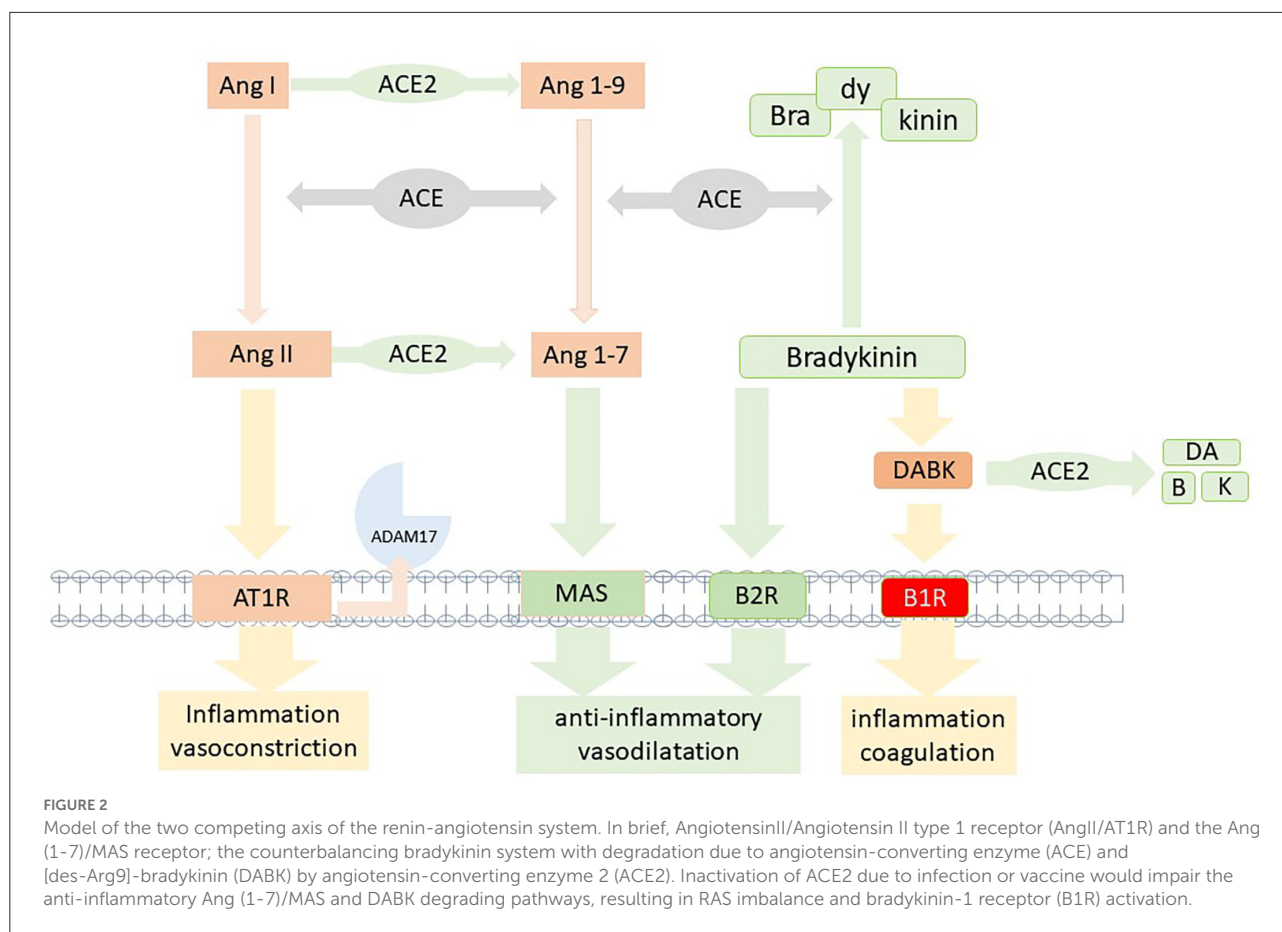 Ang I
ACE2
Ang 1-9
Bra
dy
kinin
ACE
ACE
Ang II
ACE2
Ang 1-7
Bradykinin
DABK
ACE2
DA
B
K
ADAM17
AT1R
MAS
B2R
B1R
Inflammation
vasoconstriction
anti-inflammatory
vasodilatation
inflammation
coagulation
FIGURE 2
Model of the two competing axis of the renin-angiotensin system. In brief, AngiotensinII/Angiotensin II type 1 receptor (AngII/AT1R) and the Ang
(1-7)/MAS receptor; the counterbalancing bradykinin system with degradation due to angiotensin-converting enzyme (ACE) and
[des-Arg9]-bradykinin (DABK) by angiotensin-converting enzyme 2 (ACE2). Inactivation of ACE2 due to infection or vaccine would impair the
anti-inflammatory Ang (1-7)/MAS and DABK degrading pathways, resulting in RAS imbalance and bradykinin-1 receptor (B1R) activation.